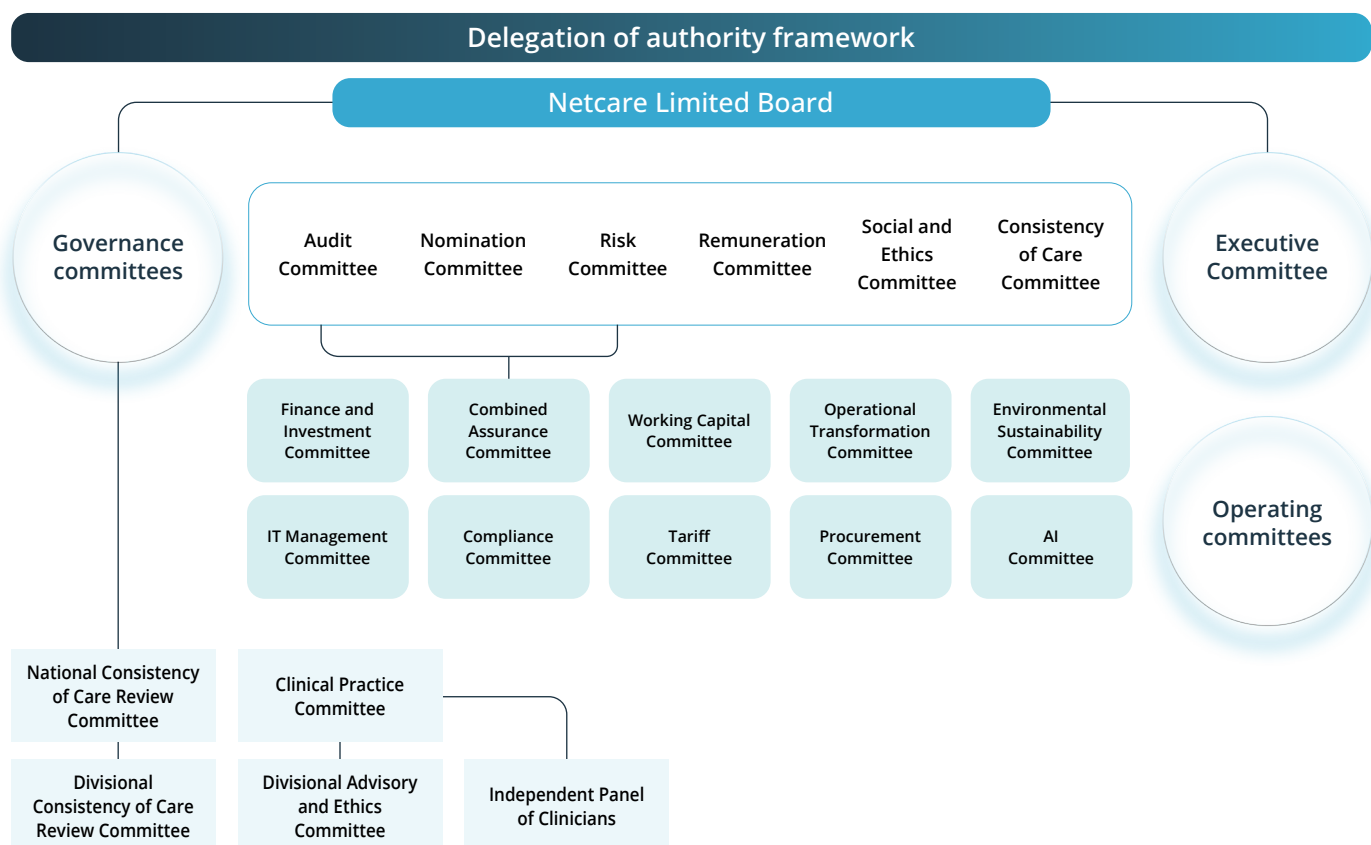 Delegation of authority framework
Netcare Limited Board
Governance
committees
Audit
Committee
Nomination
Committee
Risk
Committee
Remuneration
Committee
Social and
Ethics
Committee
Consistency
of Care
Committee
Executive
Committee
Finance and
Investment
Committee
Combined
Assurance
Committee
Working Capital
Committee
Operational
Transformation
Committee
Environmental
Sustainability
Committee
IT Management
Committee
Compliance
Committee
Tariff
Committee
Procurement
Committee
AI
Committee
Operating
committees
National Consistency
of Care Review
Committee
Clinical Practice
Committee
Divisional
Consistency of Care
Review Committee
Divisional Advisory
and Ethics
Committee
Independent Panel
of Clinicians